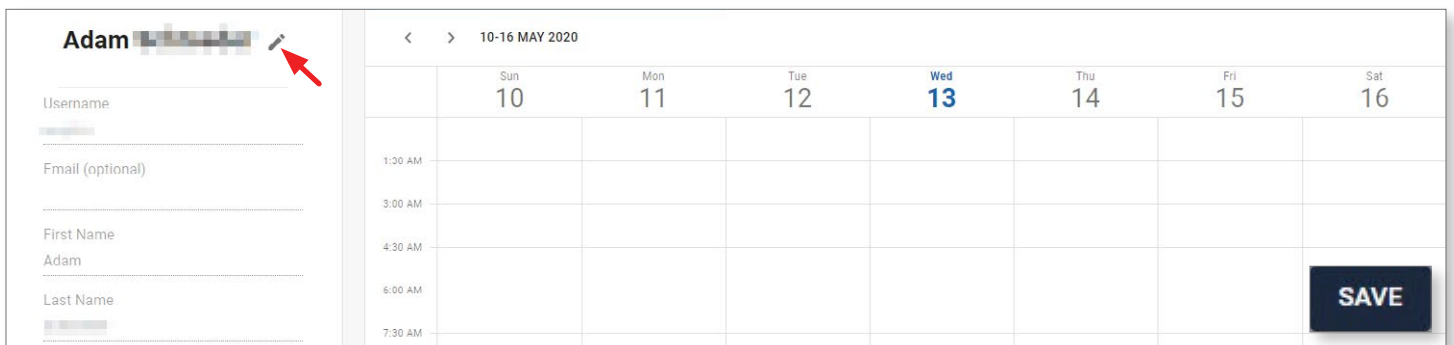 Adam
Username
Email (optional)
First Name
Adam
Last Name
10-16 MAY 2020
Sun Mon Tue Wed Thu Fri Sat
10 11 12 13 14 15 16
1:30 AM
3:00 AM
4:30 AM
6:00 AM
7:30 AM
SAVE